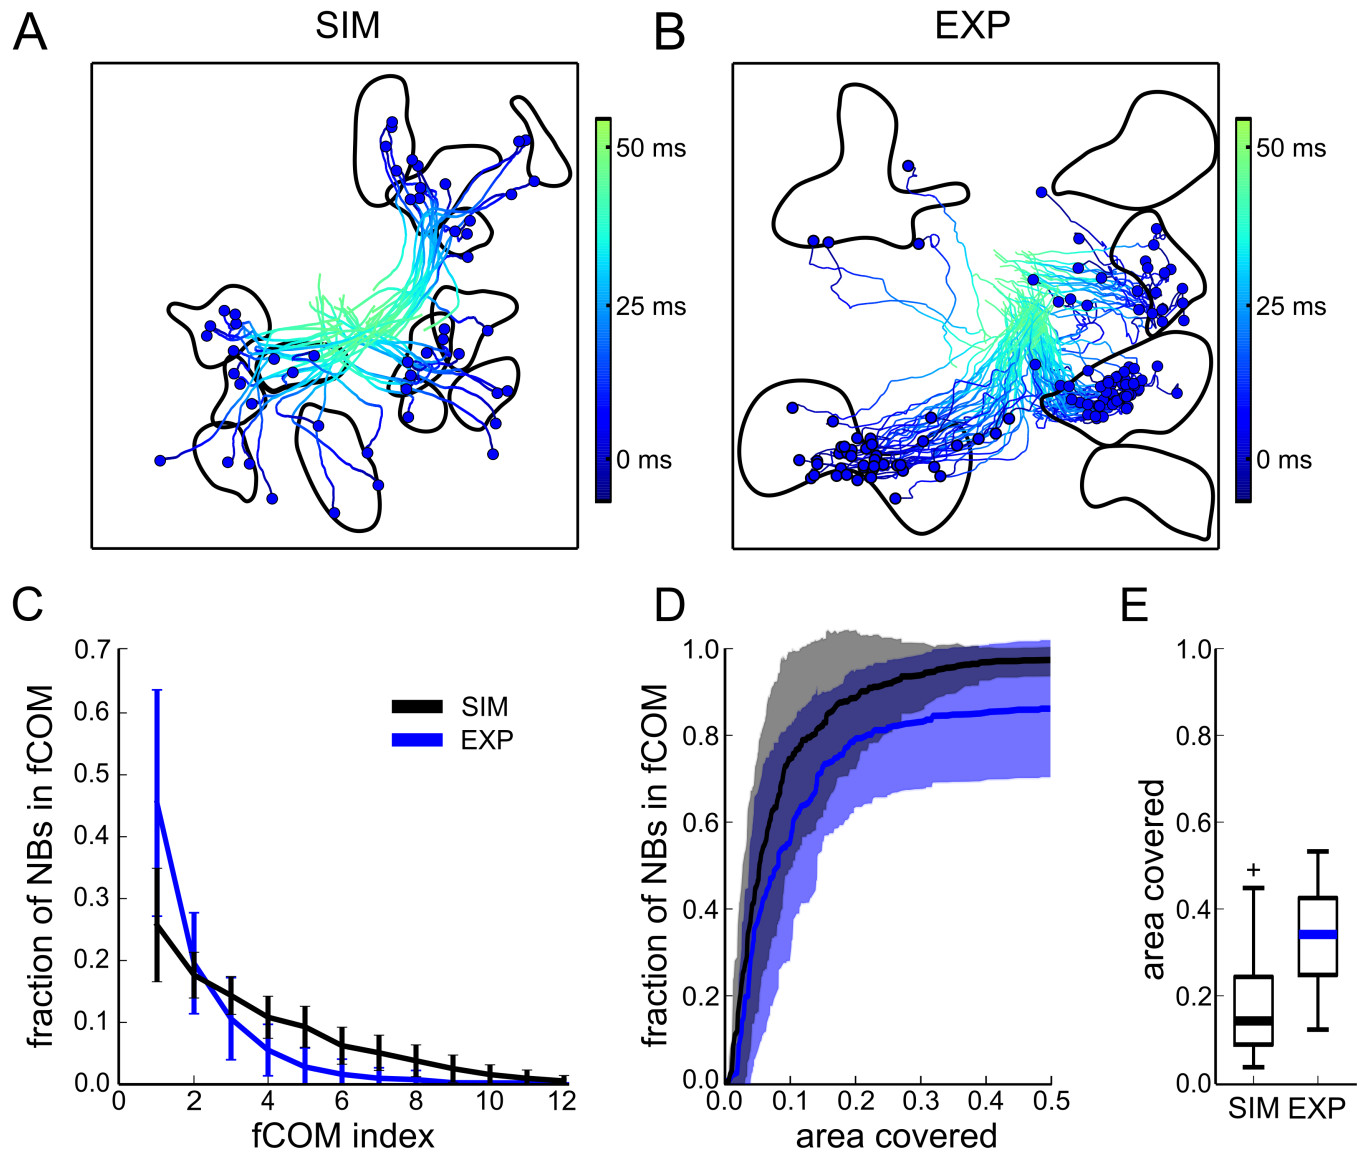 A
SIM
50 ms
25 ms
0 ms
B
EXP
50 ms
25 ms
0 ms
C
fraction of NBs in fCOM
0.7
0.6
0.5
0.4
0.3
0.2
0.1
0.0
0 2 4 6 8 10 12
fCOM index
SIM
EXP
D
fraction of NBs in fCOM
1.0
0.8
0.6
0.4
0.2
0.0
0.0 0.1 0.2 0.3 0.4 0.5
area covered
E
area covered
1.0
0.8
0.6
0.4
0.2
0.0
SIM EXP